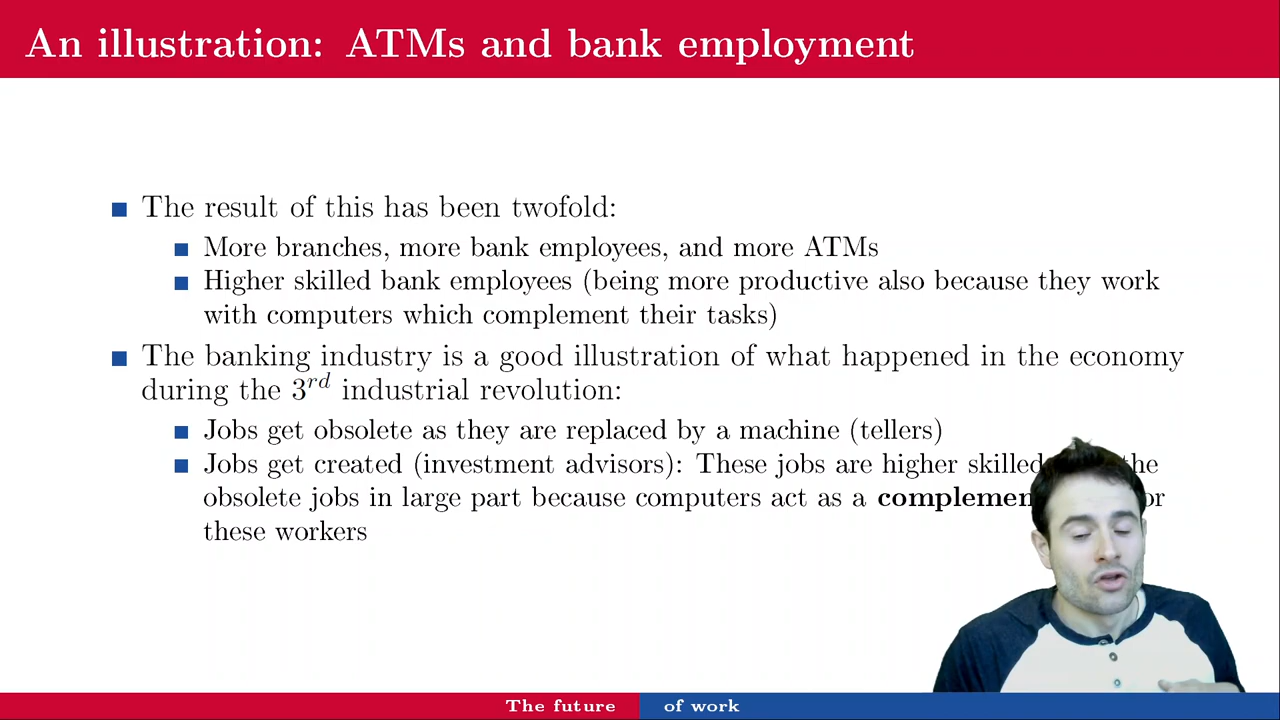 An illustration: ATMs and bank employment
The result of this has been twofold:
More branches, more bank employees, and more ATMs
Higher skilled bank employees (being more productive also because they work
with computers which complement their tasks)
The banking industry is a good illustration of what happened in the economy
during the 3rd industrial revolution:
Jobs get obsolete as they are replaced by a machine (tellers)
Jobs get created (investment advisors): These jobs are higher skilled
obsolete jobs in large part because computers act as a
these workers
The future of work